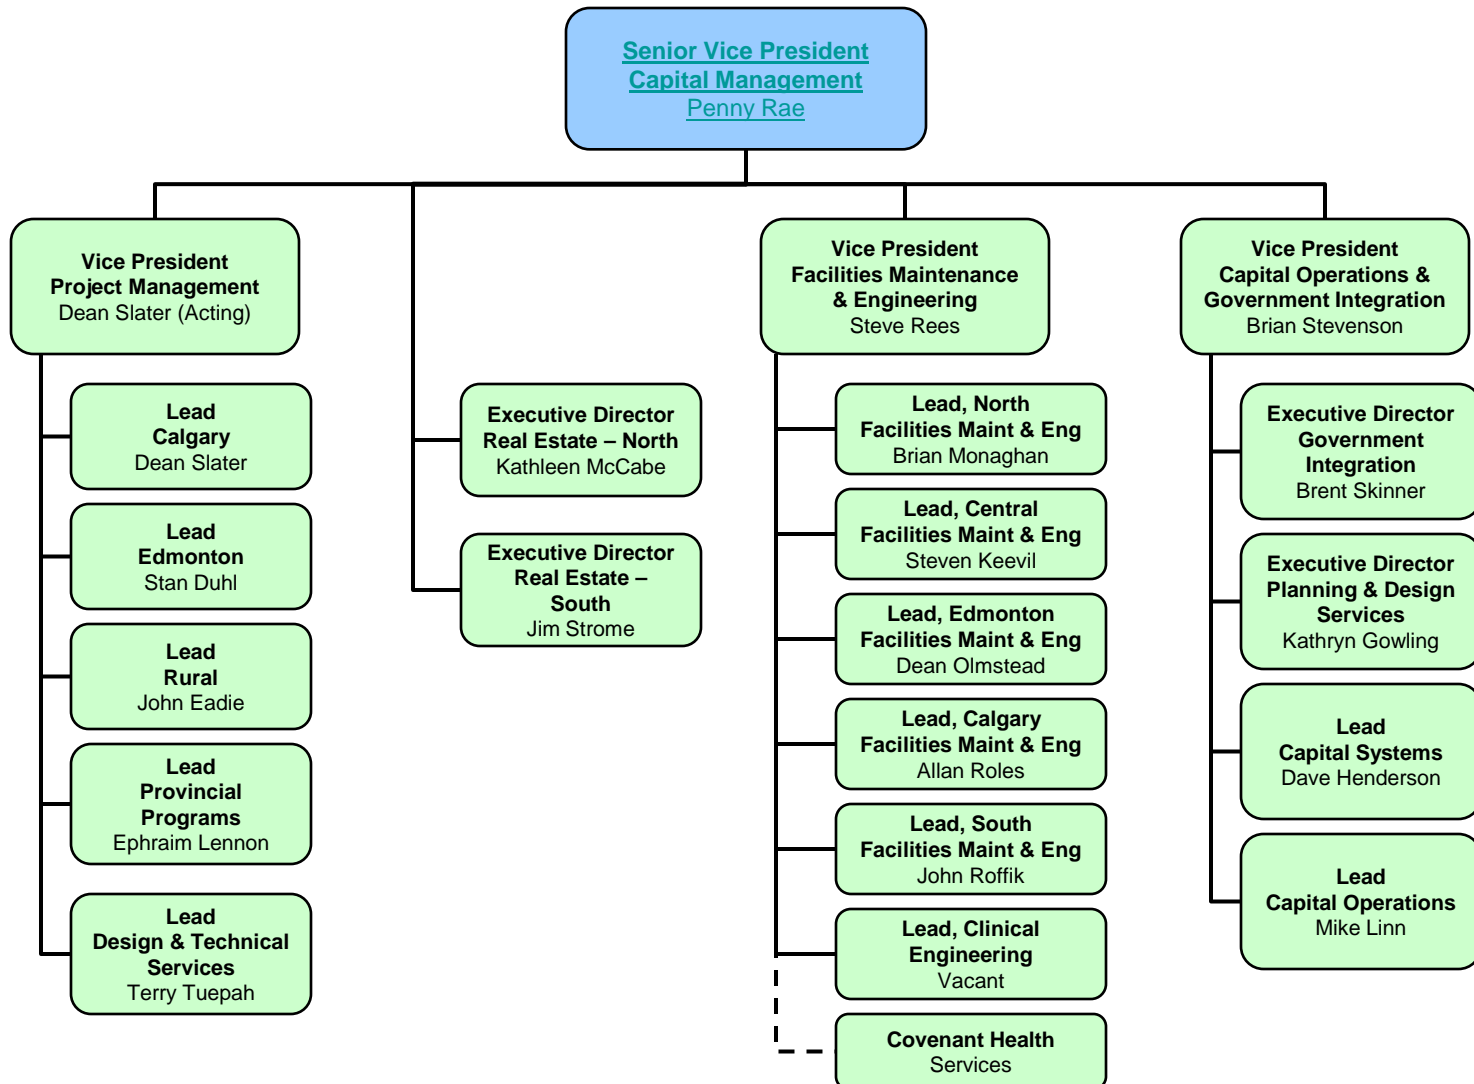 Senior Vice President
Capital Management
Penny Rae
Vice President
Project Management
Dean Slater (Acting)
Lead
Calgary
Dean Slater
Lead
Edmonton
Stan Duhl
Lead
Rural
John Eadie
Lead
Provincial
Programs
Ephraim Lennon
Lead
Design & Technical
Services
Terry Tuepah
Executive Director
Real Estate – North
Kathleen McCabe
Executive Director
Real Estate –
South
Jim Strome
Vice President
Facilities Maintenance
& Engineering
Steve Rees
Lead, North
Facilities Maint & Eng
Brian Monaghan
Lead, Central
Facilities Maint & Eng
Steven Keevil
Lead, Edmonton
Facilities Maint & Eng
Dean Olmstead
Lead, Calgary
Facilities Maint & Eng
Allan Roles
Lead, South
Facilities Maint & Eng
John Roffik
Lead, Clinical
Engineering
Vacant
Covenant Health
Services
Vice President
Capital Operations &
Government Integration
Brian Stevenson
Executive Director
Government
Integration
Brent Skinner
Executive Director
Planning & Design
Services
Kathryn Gowling
Lead
Capital Systems
Dave Henderson
Lead
Capital Operations
Mike Linn